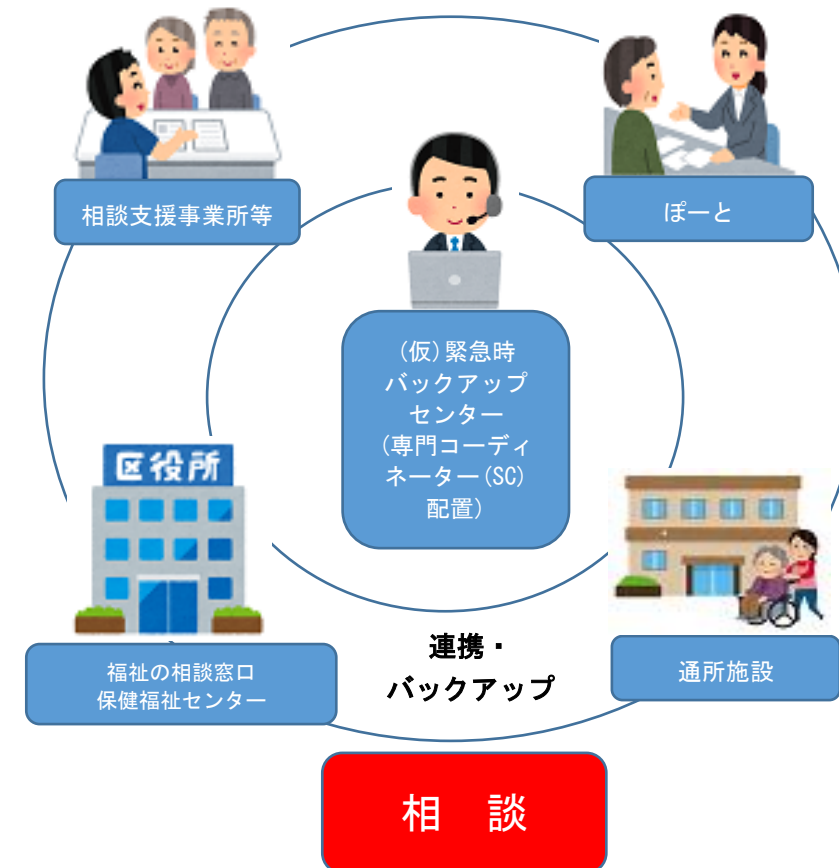 相談支援事業所等
ぽーと
(仮)緊急時
バックアップ
センター
(専門コーディ
ネーター(SC)
配置)
区役所
福祉の相談窓口
保健福祉センター
連携・
バックアップ
通所施設
相　談